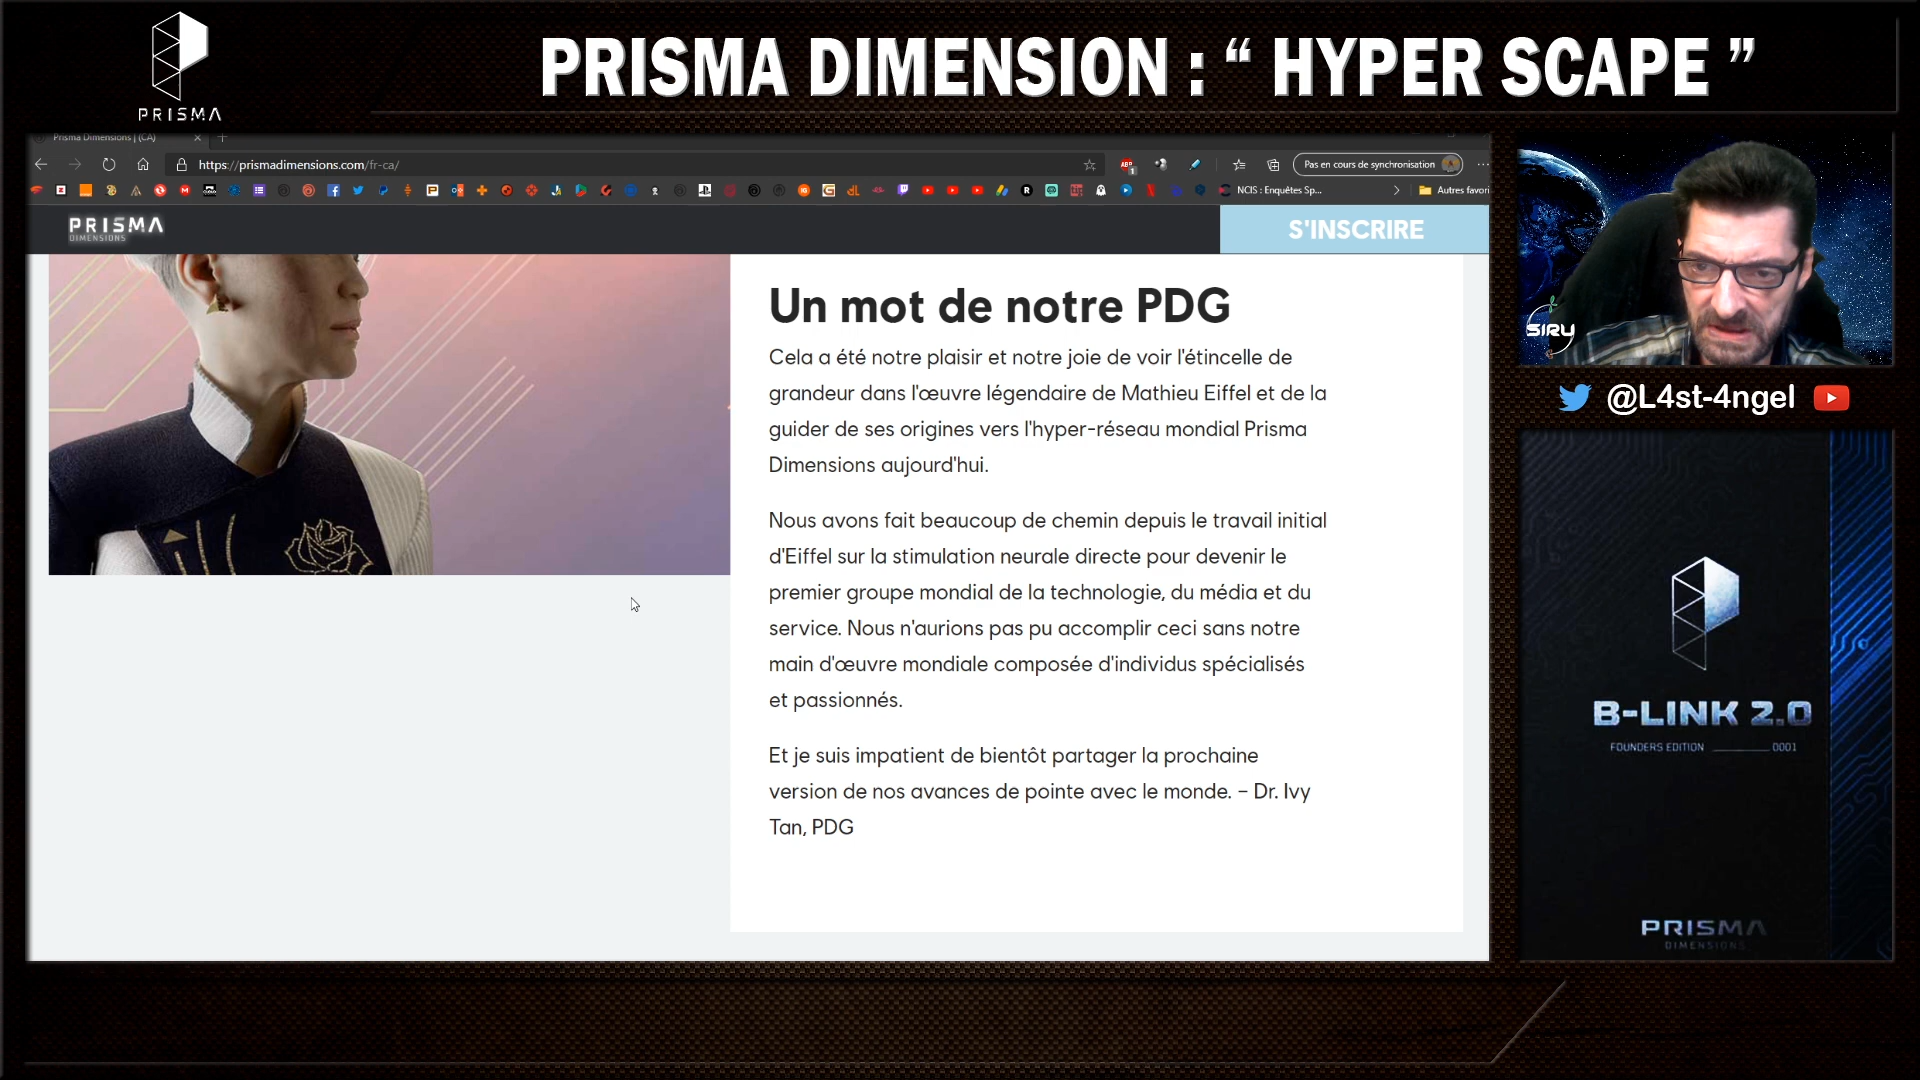 PRISMA
PRISMA DIMENSION : “ HYPER SCAPE ”
Prisma Dimensions | (CA)
https://prismadimensions.com/fr-ca/
Pas en cours de synchronisation
NCIS : Enquêtes Sp...
Autres favori
PRISMA
DIMENSIONS
S'INSCRIRE
Un mot de notre PDG
Cela a été notre plaisir et notre joie de voir l'étincelle de
grandeur dans l'œuvre légendaire de Mathieu Eiffel et de la
guider de ses origines vers l'hyper-réseau mondial Prisma
Dimensions aujourd'hui.
Nous avons fait beaucoup de chemin depuis le travail initial
d'Eiffel sur la stimulation neurale directe pour devenir le
premier groupe mondial de la technologie, du média et du
service. Nous n'aurions pas pu accomplir ceci sans notre
main d'œuvre mondiale composée d'individus spécialisés
et passionnés.
Et je suis impatient de bientôt partager la prochaine
version de nos avances de pointe avec le monde. – Dr. Ivy
Tan, PDG
SIRU
@L4st-4ngel
B-LINK 2.0
FOUNDERS EDITION ________ 0001
PRISMA
DIMENSIONS